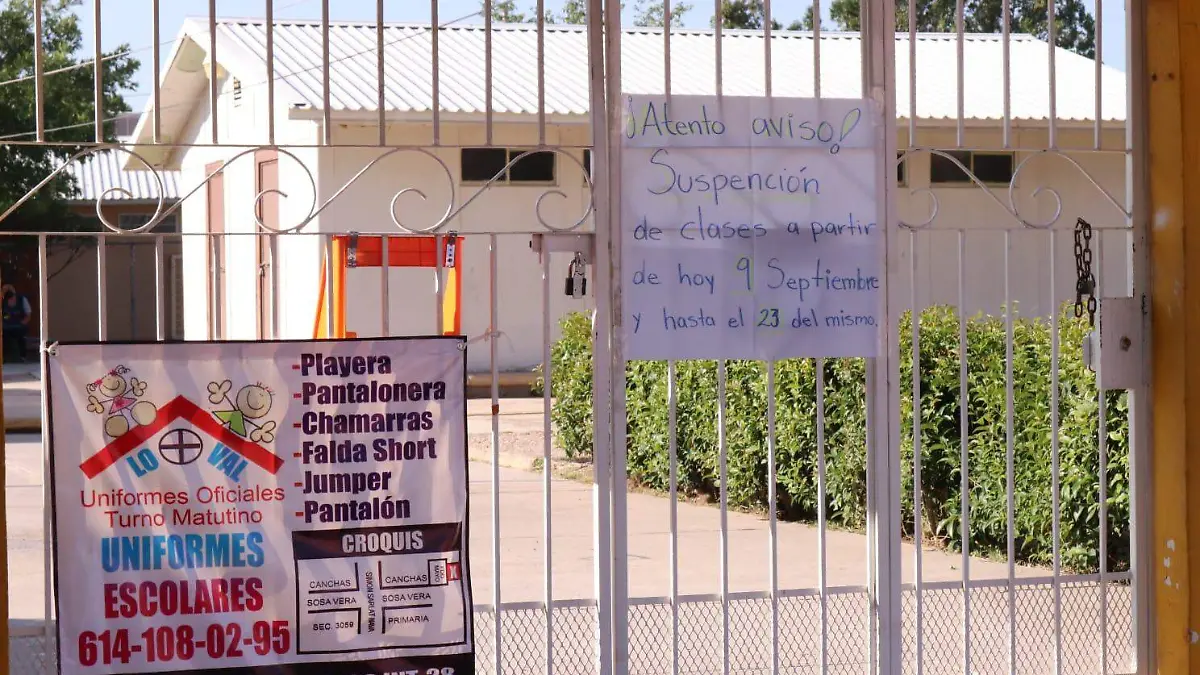 ¡Atento aviso!
Suspención
de clases a partir
de hoy 9 Septiembre
y hasta el 23 del mismo.
LO VAL
Uniformes Oficiales
Turno Matutino
UNIFORMES
ESCOLARES
614-108-02-95
-Playera
-Pantalonera
-Chamarras
-Falda Short
-Jumper
-Pantalón
CROQUIS
CANCHAS
CANCHAS
SOSA VERA
SOSA VERA
SEC. 3059
PRIMARIA